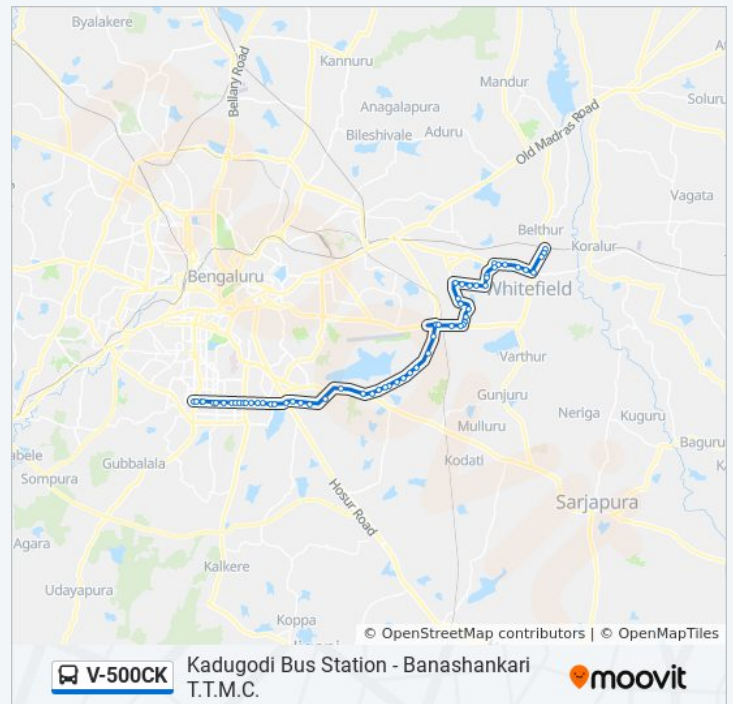 Byalakere
Kannuru
Bellary Road
Mandur
Anagalapura
Soluru
Bileshivale
Aduru
Old Madras Road
Vagata
Belthur
Koralur
Bengaluru
Whitefield
Varthur
Gunjuru
Neriga
Kuguru
Mulluru
Baguru
Kodati
Gubbalala
Sompura
Hosur Road
Sarjapura
Agara
Kalkere
Udayapura
Koppa
© OpenStreetMap contributors | © OpenMapTiles
V-500CK
Kadugodi Bus Station - Banashankari
T.T.M.C.
moovit